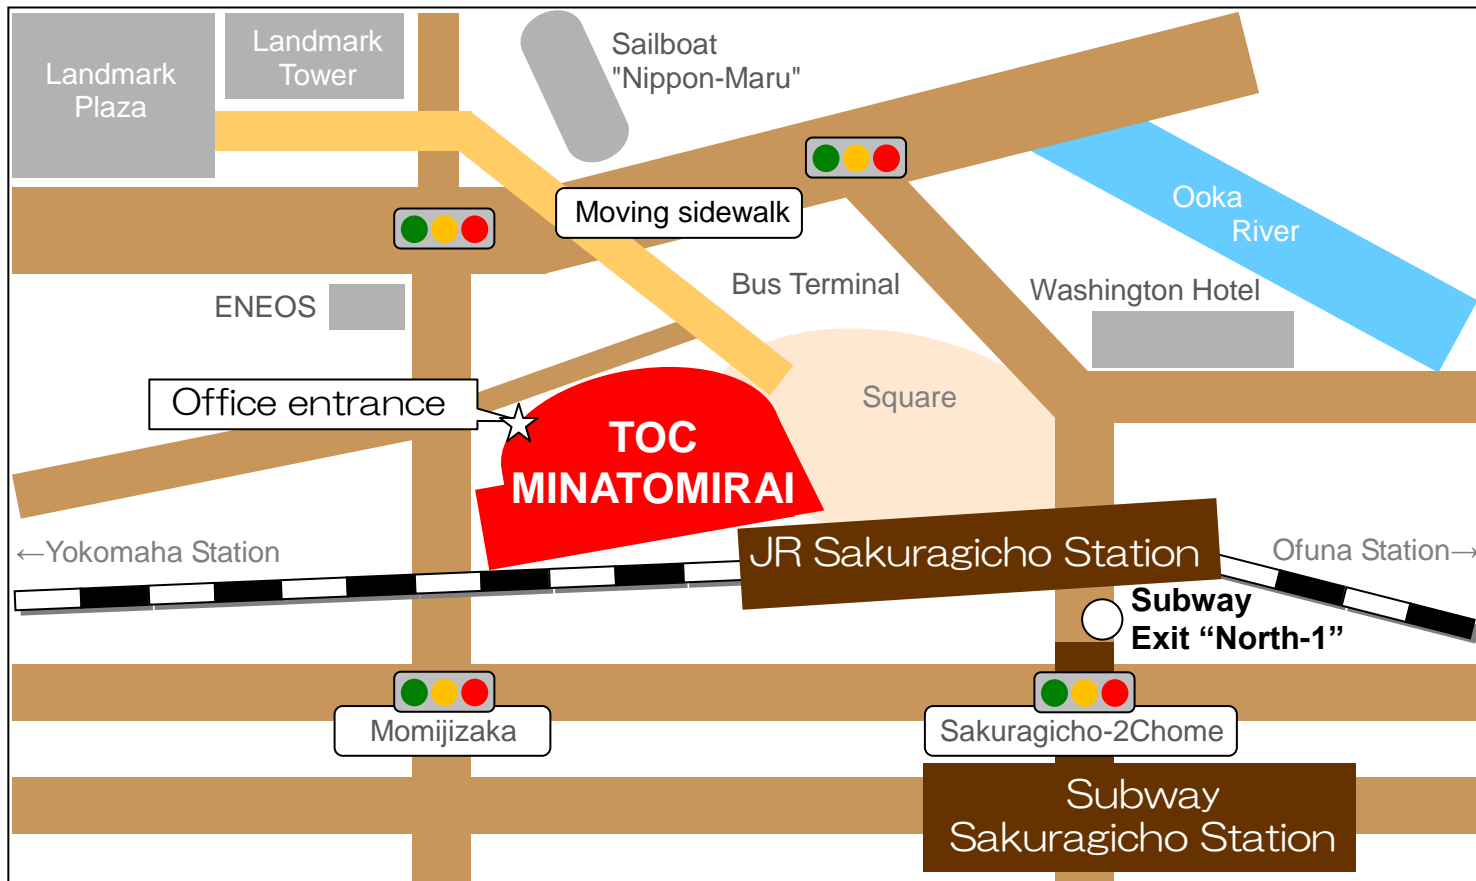 Landmark
Plaza
Landmark
Tower
Sailboat
"Nippon-Maru"
Moving sidewalk
Ooka
River
Bus Terminal
Washington Hotel
ENEOS
Office entrance
Square
TOC
MINATOMIRAI
←Yokomaha Station
JR Sakuragicho Station
Ofuna Station→
Subway
Exit “North-1”
Momijizaka
Sakuragicho-2Chome
Subway
Sakuragicho Station